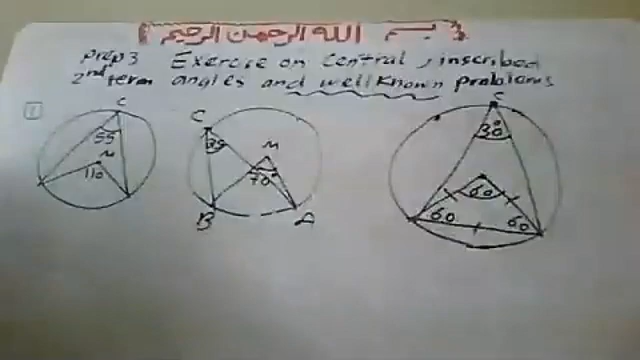 بسم الله الرحمن الرحيم
prep3 Exercise on central, inscribed
2nd term angles and well known problems
1
C
55
M
110
C
35
M
70
B
A
C
30°
60
60
60